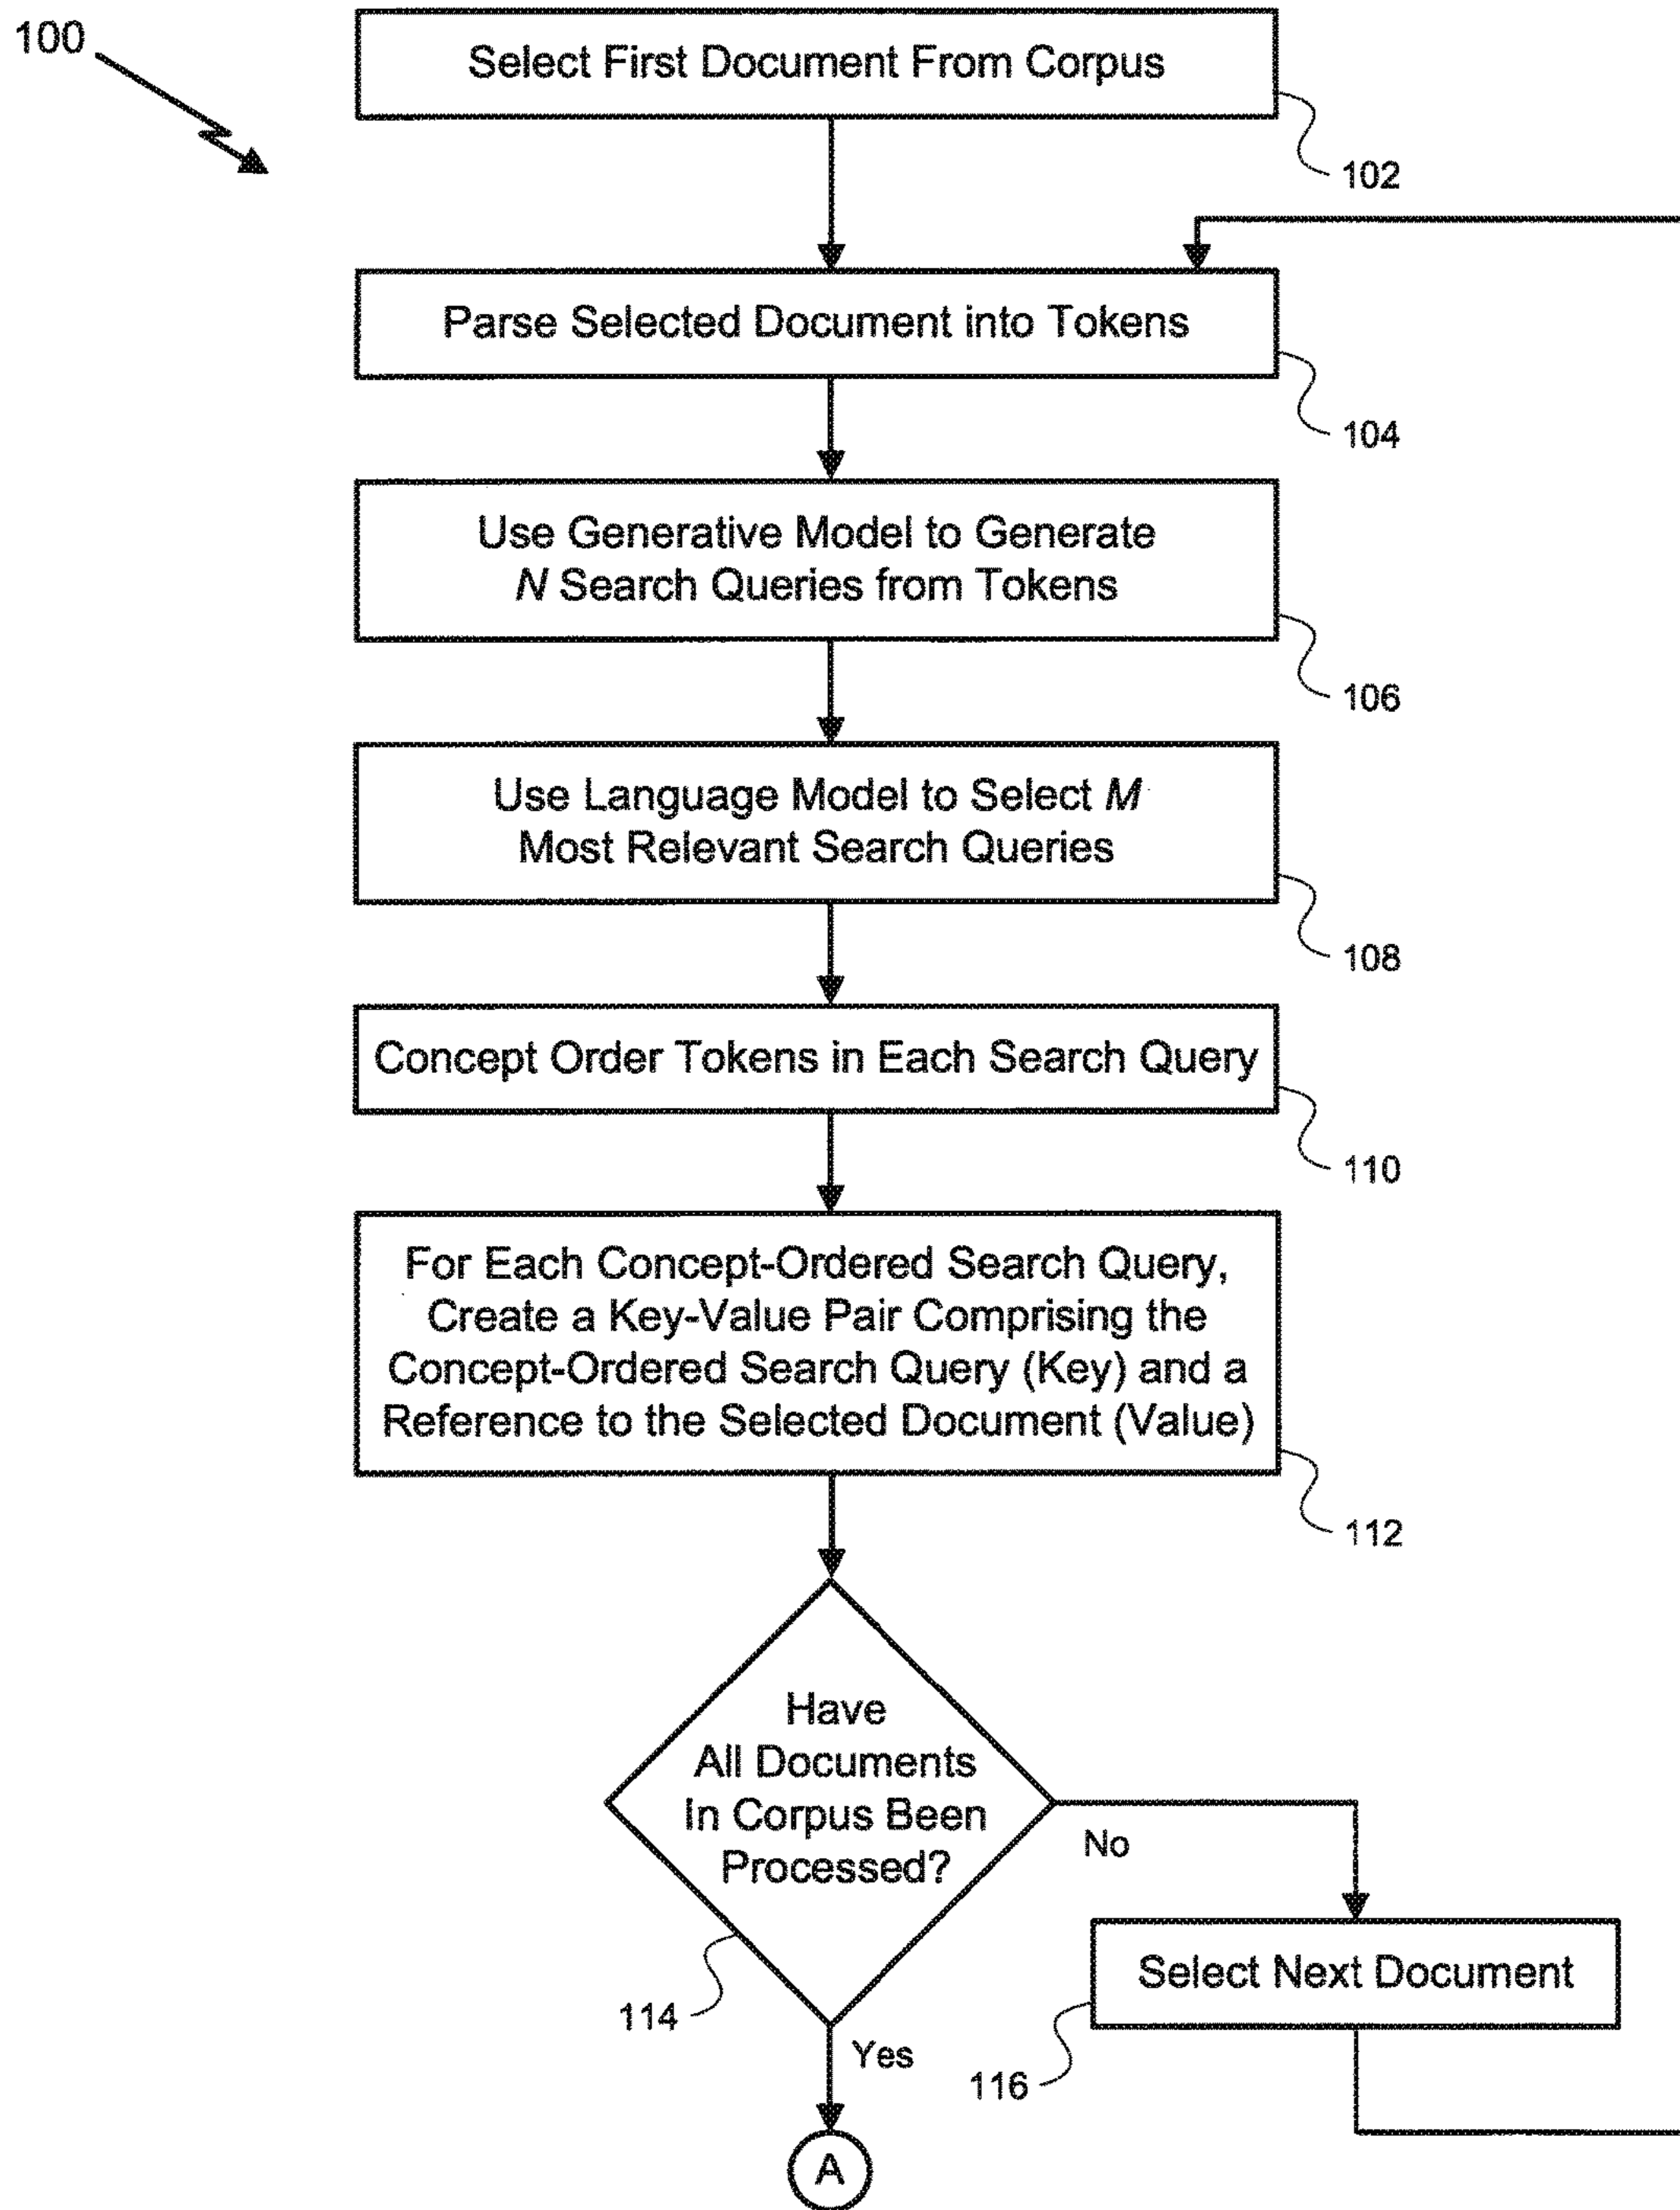 100
Select First Document From Corpus
102
Parse Selected Document into Tokens
104
Use Generative Model to Generate
N Search Queries from Tokens
106
Use Language Model to Select M
Most Relevant Search Queries
108
Concept Order Tokens in Each Search Query
110
For Each Concept-Ordered Search Query,
Create a Key-Value Pair Comprising the
Concept-Ordered Search Query (Key) and a
Reference to the Selected Document (Value)
112
Have
All Documents
In Corpus Been
Processed?
No
114
Yes
Select Next Document
116
A